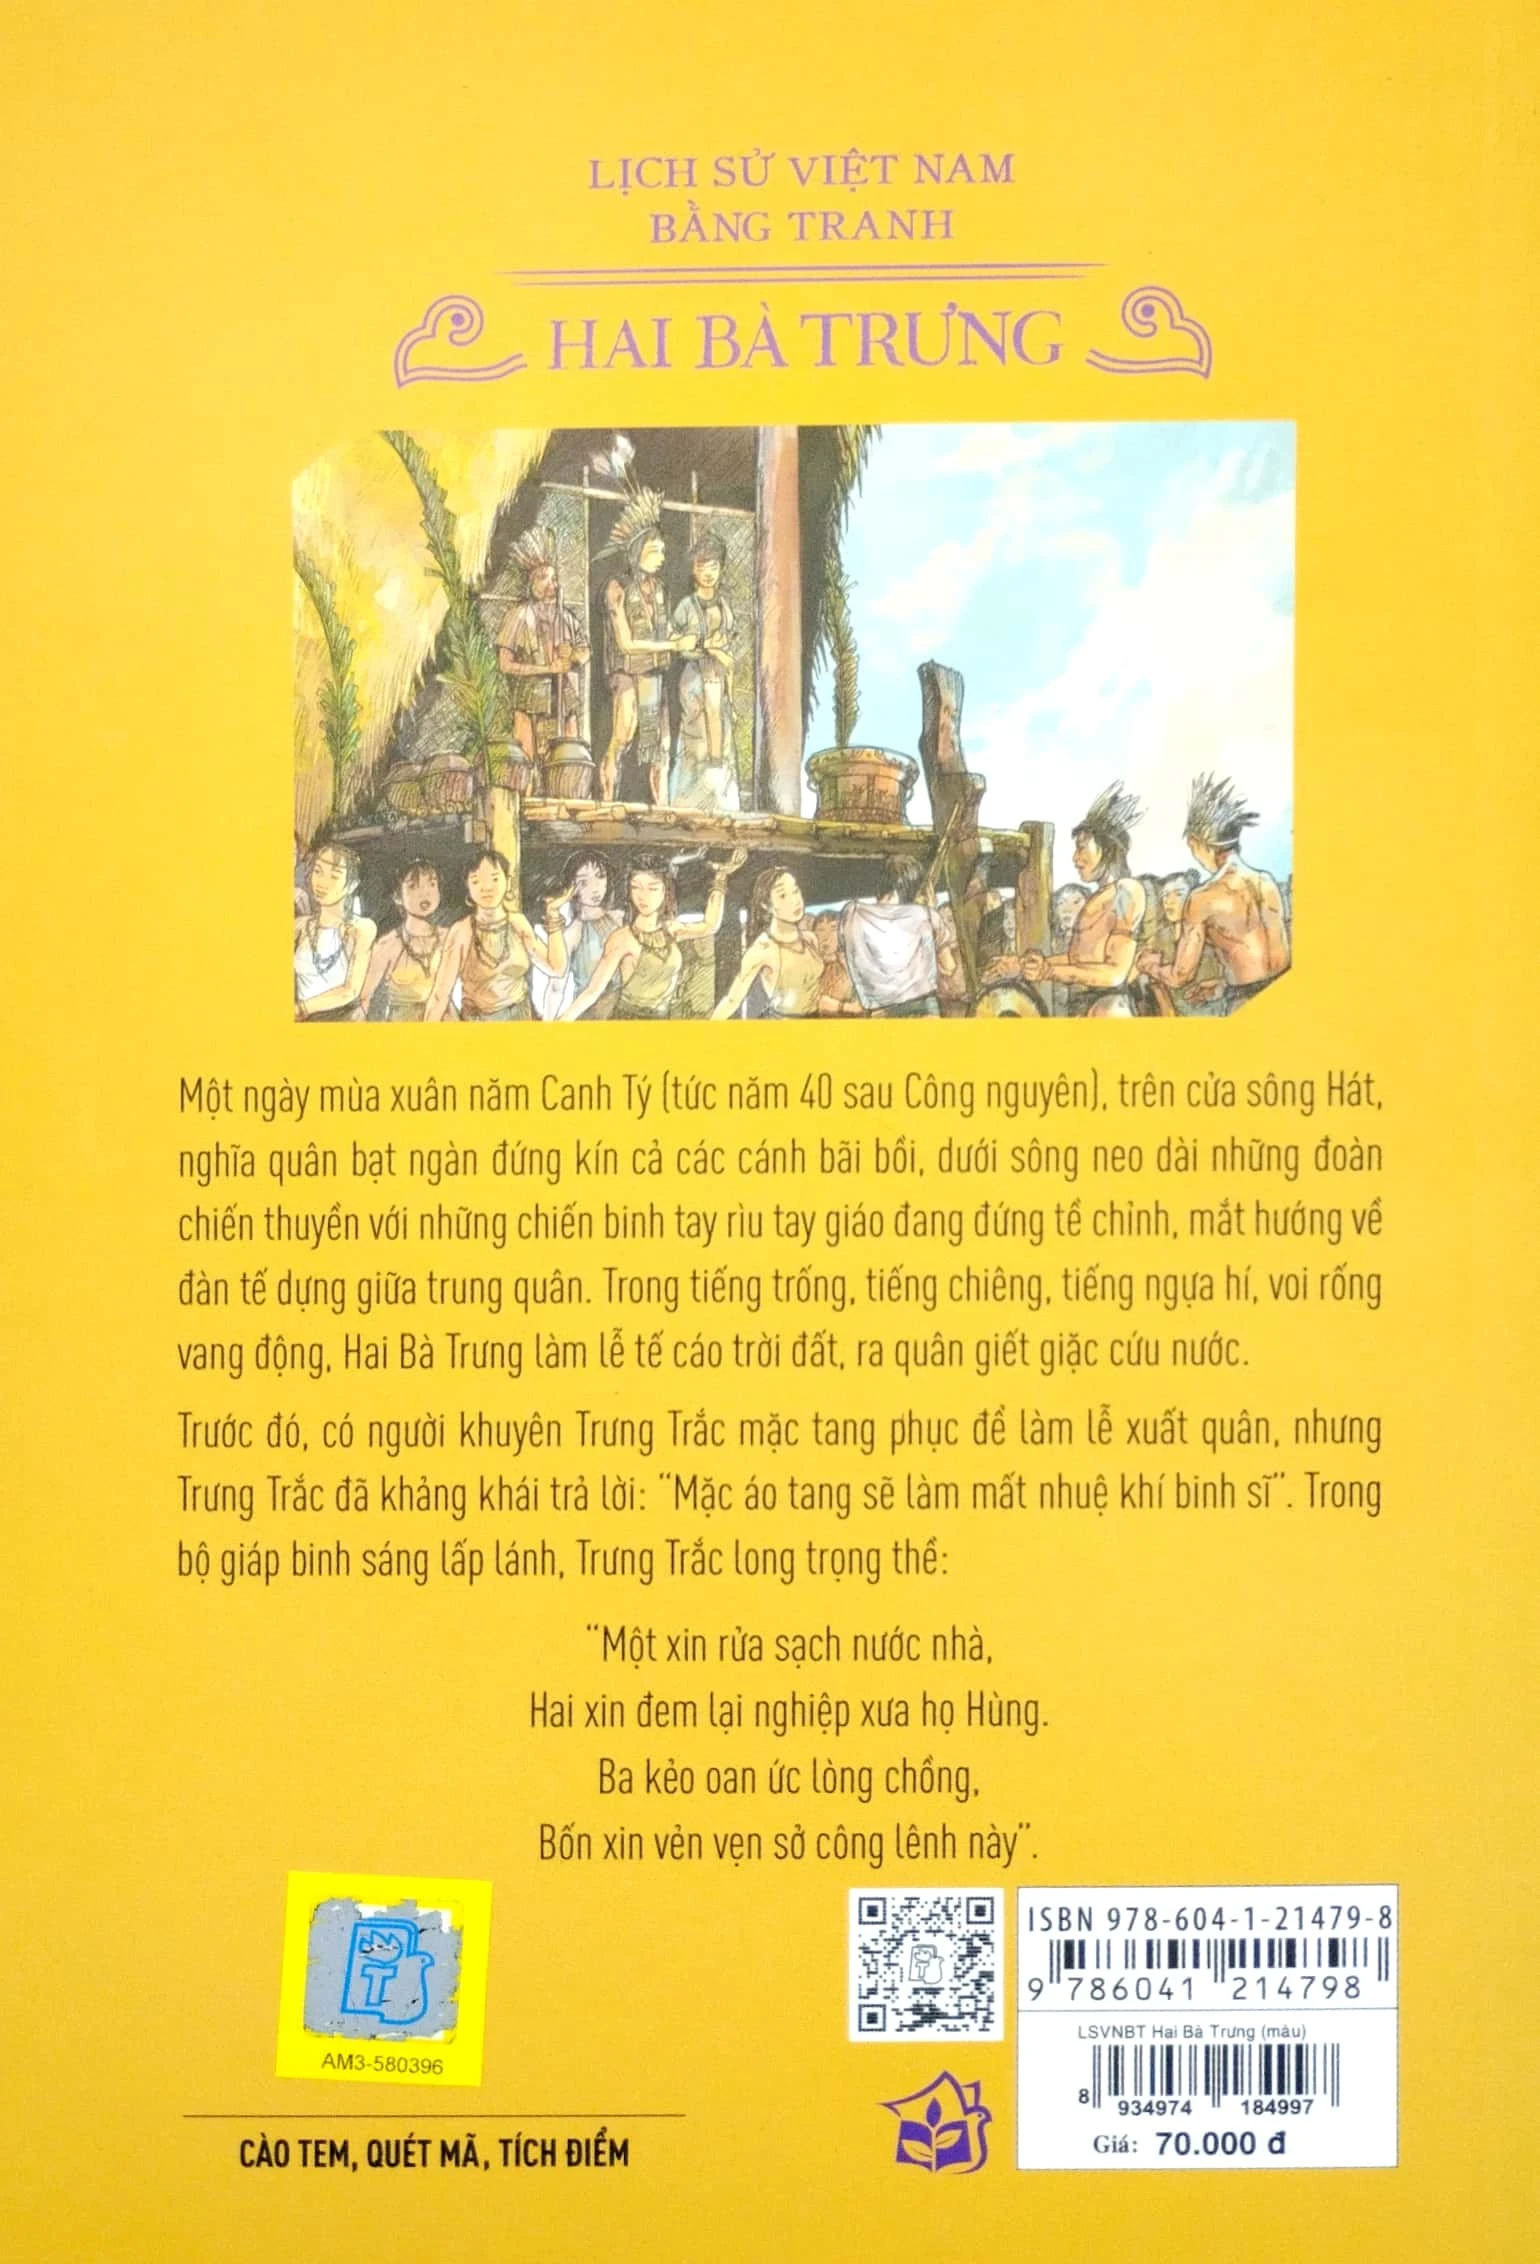 LỊCH SỬ VIỆT NAM
BẰNG TRANH
HAI BÀ TRƯNG
Một ngày mùa xuân năm Canh Tý (tức năm 40 sau Công nguyên), trên cửa sông Hát,
nghĩa quân bạt ngàn đứng kín cả các cánh bãi bồi, dưới sông neo dài những đoàn
chiến thuyền với những chiến binh tay rìu tay giáo đang đứng tề chỉnh, mắt hướng về
đàn tế dựng giữa trung quân. Trong tiếng trống, tiếng chiêng, tiếng ngựa hí, voi rống
vang động, Hai Bà Trưng làm lễ tế cáo trời đất, ra quân giết giặc cứu nước.
Trước đó, có người khuyên Trưng Trắc mặc tang phục để làm lễ xuất quân, nhưng
Trưng Trắc đã khảng khái trả lời: “Mặc áo tang sẽ làm mất nhuệ khí binh sĩ”. Trong
bộ giáp binh sáng lấp lánh, Trưng Trắc long trọng thề:
“Một xin rửa sạch nước nhà,
Hai xin đem lại nghiệp xưa họ Hùng.
Ba kẻo oan ức lòng chồng,
Bốn xin vẻn vẹn sở công lênh này”.
AM3-580396
CÀO TEM, QUÉT MÃ, TÍCH ĐIỂM
ISBN 978-604-1-21479-8
9 786041 214798
LSVNBT Hai Bà Trưng (màu)
8 934974 184997
Giá: 70.000 đ